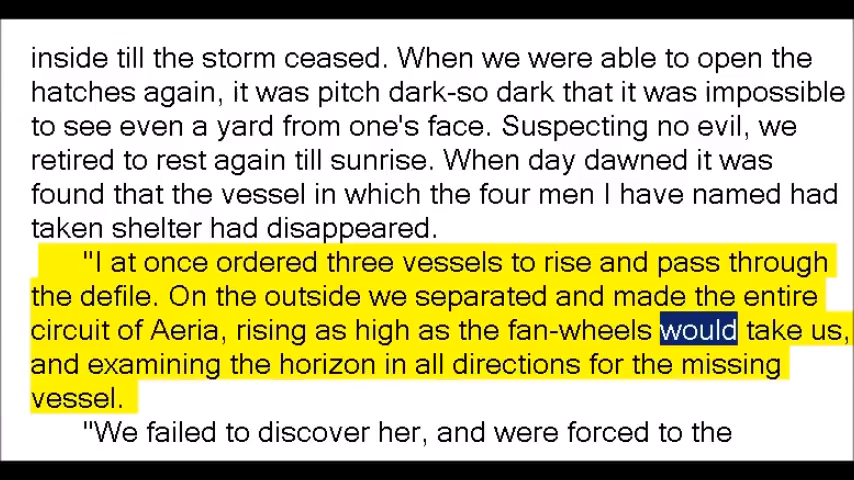 inside till the storm ceased. When we were able to open the
hatches again, it was pitch dark-so dark that it was impossible
to see even a yard from one's face. Suspecting no evil, we
retired to rest again till sunrise. When day dawned it was
found that the vessel in which the four men I have named had
taken shelter had disappeared.
"I at once ordered three vessels to rise and pass through
the defile. On the outside we separated and made the entire
circuit of Aeria, rising as high as the fan-wheels would take us,
and examining the horizon in all directions for the missing
vessel.
"We failed to discover her, and were forced to the